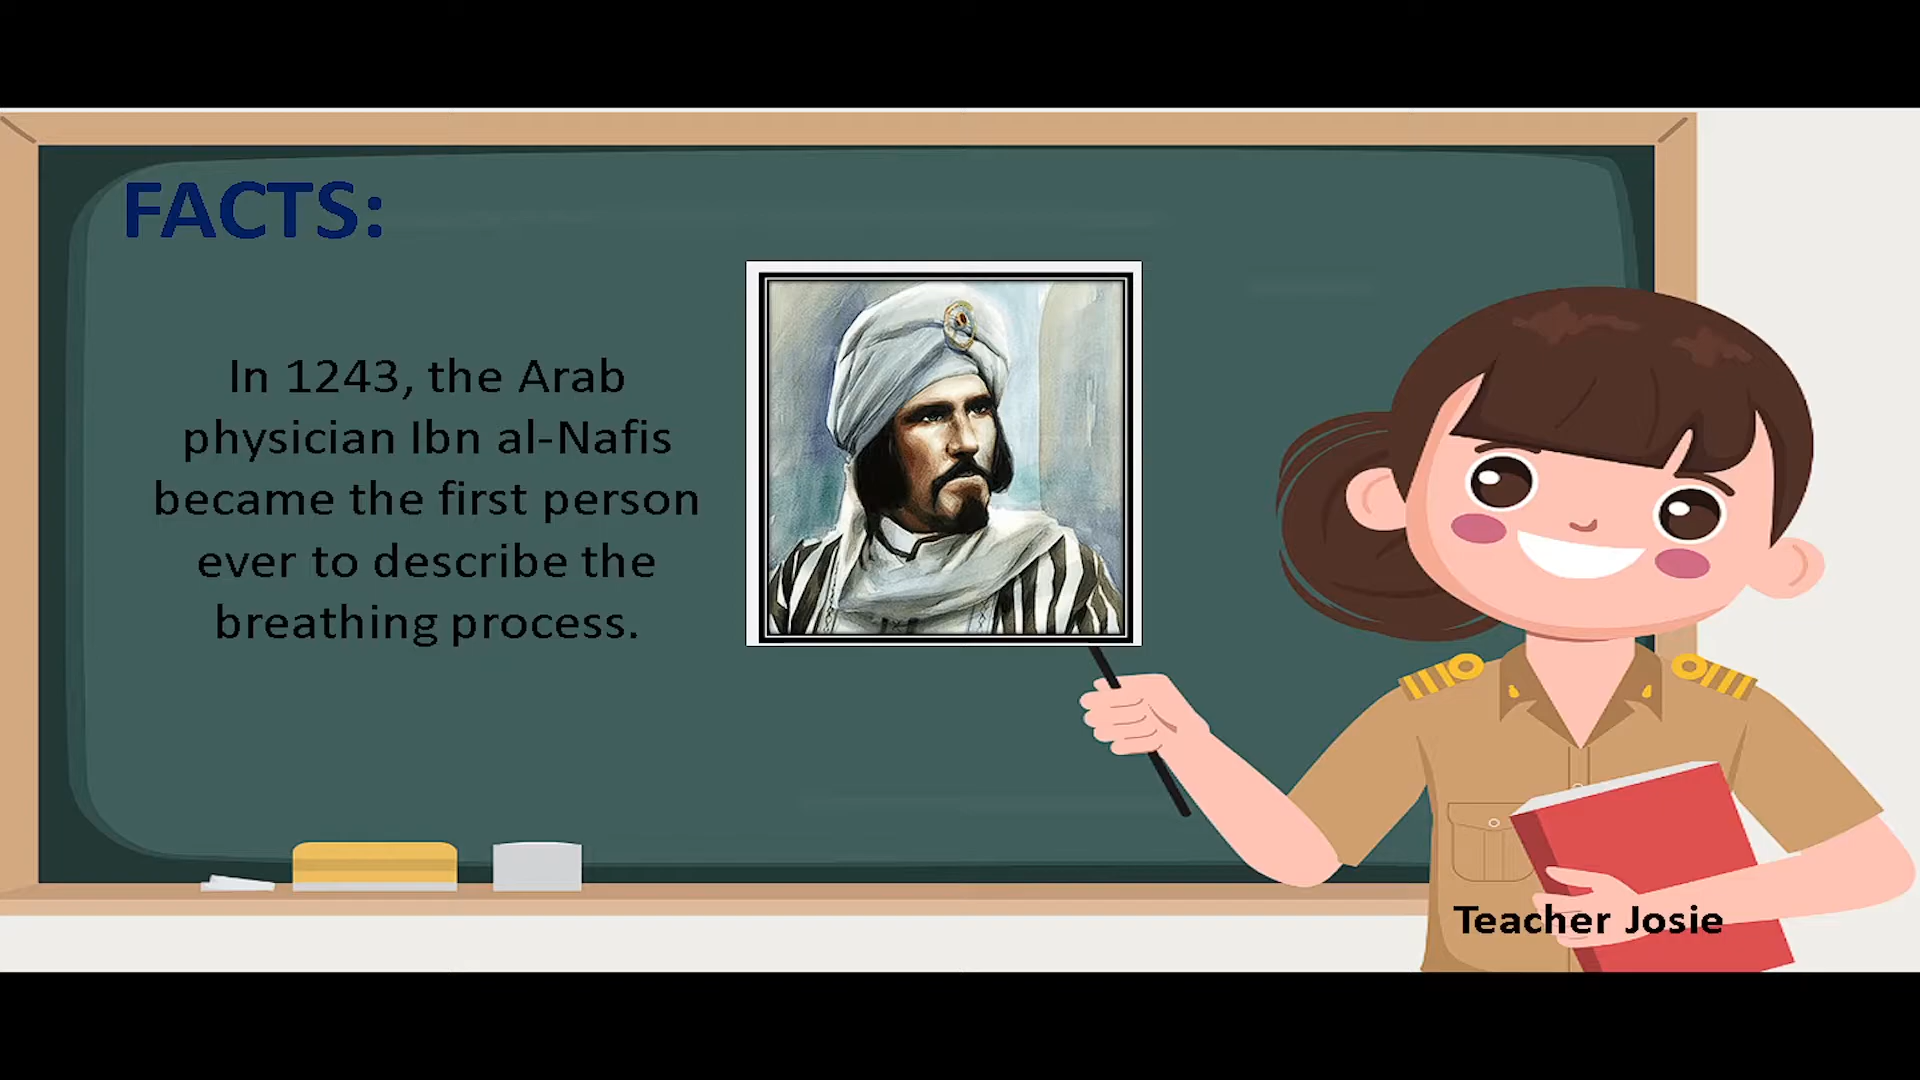 FACTS:
In 1243, the Arab
physician Ibn al-Nafis
became the first person
ever to describe the
breathing process.
Teacher Josie